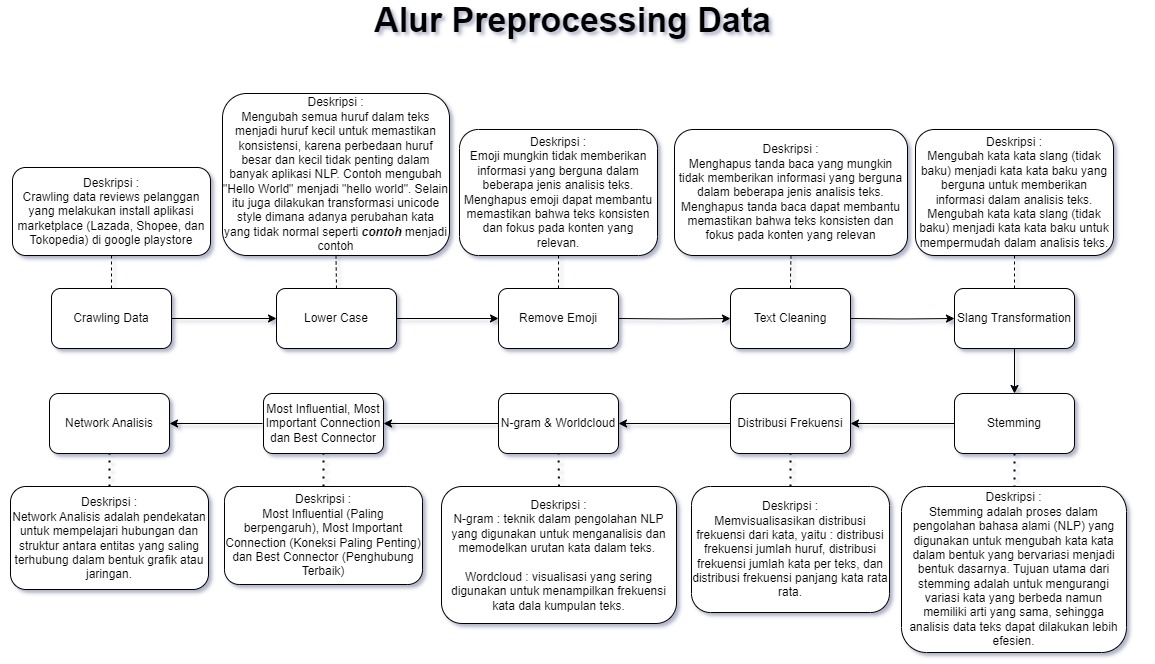 Alur Preprocessing Data
Deskripsi :
Crawling data reviews pelanggan
yang melakukan install aplikasi
marketplace (Lazada, Shopee, dan
Tokopedia) di google playstore
Deskripsi :
Mengubah semua huruf dalam teks
menjadi huruf kecil untuk memastikan
konsistensi, karena perbedaan huruf
besar dan kecil tidak penting dalam
banyak aplikasi NLP. Contoh mengubah
"Hello World" menjadi "hello world". Selain
itu juga dilakukan transformasi unicode
style dimana adanya perubahan kata
yang tidak normal seperti contoh menjadi
contoh
Deskripsi :
Emoji mungkin tidak memberikan
informasi yang berguna dalam
beberapa jenis analisis teks.
Menghapus emoji dapat membantu
memastikan bahwa teks konsisten
dan fokus pada konten yang
relevan.
Deskripsi :
Menghapus tanda baca yang mungkin
tidak memberikan informasi yang berguna
dalam beberapa jenis analisis teks.
Menghapus tanda baca dapat membantu
memastikan bahwa teks konsisten dan
fokus pada konten yang relevan
Deskripsi :
Mengubah kata kata slang (tidak
baku) menjadi kata kata baku yang
berguna untuk memberikan
informasi dalam analisis teks.
Mengubah kata kata slang (tidak
baku) menjadi kata kata baku untuk
mempermudah dalam analisis teks.
Crawling Data
Lower Case
Remove Emoji
Text Cleaning
Slang Transformation
Network Analisis
Most Influential, Most
Important Connection
dan Best Connector
N-gram & Worldcloud
Distribusi Frekuensi
Stemming
Deskripsi :
Network Analisis adalah pendekatan
untuk mempelajari hubungan dan
struktur antara entitas yang saling
terhubung dalam bentuk grafik atau
jaringan.
Deskripsi :
Most Influential (Paling
berpengaruh), Most Important
Connection (Koneksi Paling Penting)
dan Best Connector (Penghubung
Terbaik)
Deskripsi :
N-gram : teknik dalam pengolahan NLP
yang digunakan untuk menganalisis dan
memodelkan urutan kata dalam teks.
Wordcloud : visualisasi yang sering
digunakan untuk menampilkan frekuensi
kata dala kumpulan teks.
Deskripsi :
Memvisualisasikan distribusi
frekuensi dari kata, yaitu : distribusi
frekuensi jumlah huruf, distribusi
frekuensi jumlah kata per teks, dan
distribusi frekuensi panjang kata rata
rata.
Deskripsi :
Stemming adalah proses dalam
pengolahan bahasa alami (NLP) yang
digunakan untuk mengubah kata kata
dalam bentuk yang bervariasi menjadi
bentuk dasarnya. Tujuan utama dari
stemming adalah untuk mengurangi
variasi kata yang berbeda namun
memiliki arti yang sama, sehingga
analisis data teks dapat dilakukan lebih
efesien.